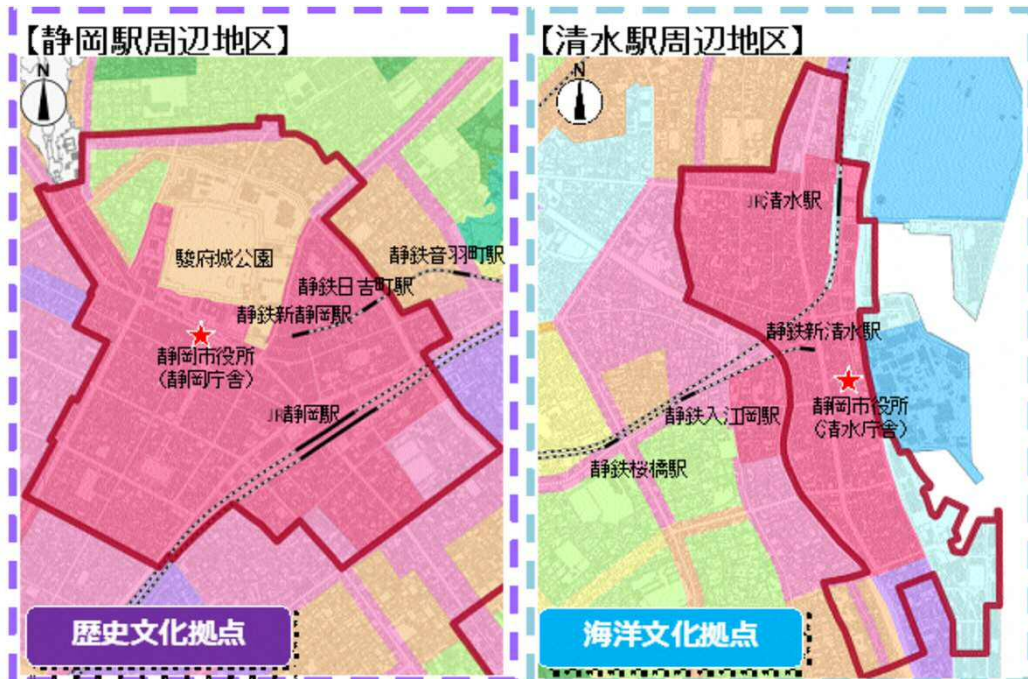 【静岡駅周辺地区】
N
駿府城公園
静鉄音羽町駅
静鉄日吉町駅
静鉄新静岡駅
静岡市役所
(静岡庁舎)
JR静岡駅
歴史文化拠点
【清水駅周辺地区】
N
JR清水駅
静鉄新清水駅
静岡市役所
(清水庁舎)
静鉄入江岡駅
静鉄桜橋駅
海洋文化拠点